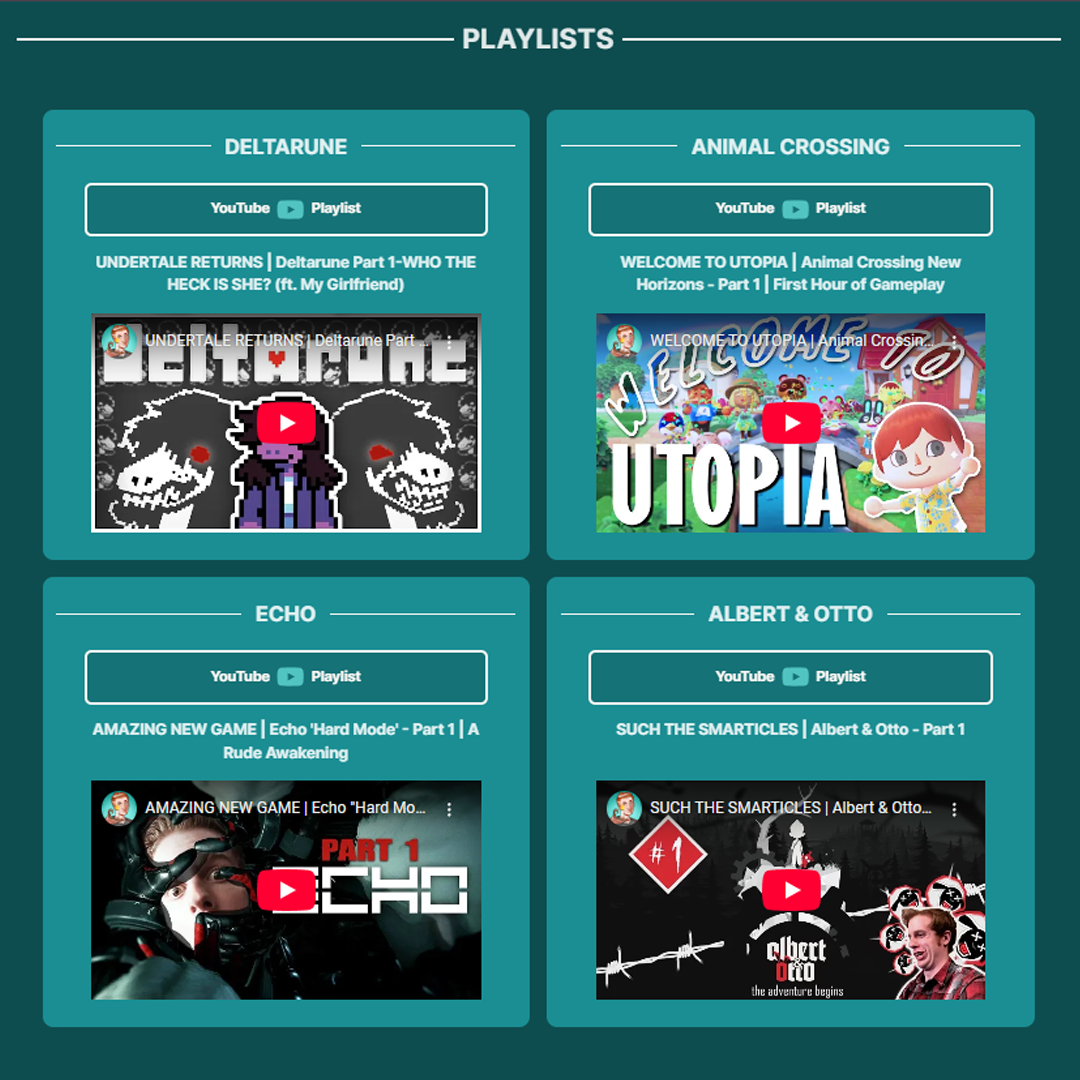 PLAYLISTS
DELTARUNE
YouTube Playlist
UNDERTALE RETURNS | Deltarune Part 1-WHO THE
HECK IS SHE? (ft. My Girlfriend)
UNDERTALE RETURNS | Deltarune Part ...
DELTARUNE
ANIMAL CROSSING
YouTube Playlist
WELCOME TO UTOPIA | Animal Crossing New
Horizons - Part 1 | First Hour of Gameplay
WELCOME TO UTOPIA | Animal Crossin...
WELCOME TO
UTOPIA
ECHO
YouTube Playlist
AMAZING NEW GAME | Echo 'Hard Mode' - Part 1 | A
Rude Awakening
AMAZING NEW GAME | Echo "Hard Mo...
PART 1
ECHO
ALBERT & OTTO
YouTube Playlist
SUCH THE SMARTICLES | Albert & Otto - Part 1
SUCH THE SMARTICLES | Albert & Otto...
#1
albert
&
otto
the adventure begins